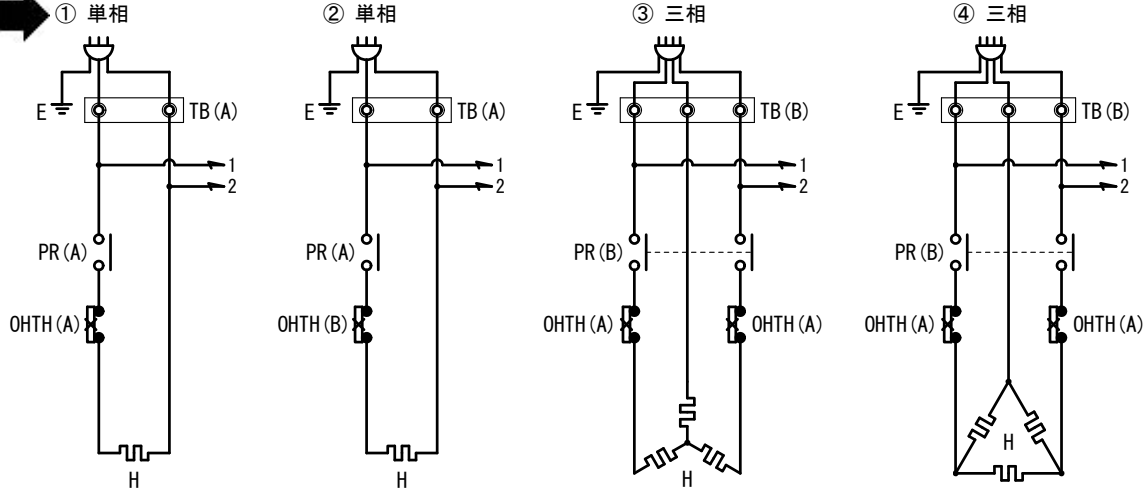 ① 単相
② 単相
③ 三相
④ 三相
E
TB(A)
E
TB(A)
E
TB(B)
E
TB(B)
1
1
1
1
2
2
2
2
PR(A)
PR(A)
PR(B)
PR(B)
OHTH(A)
OHTH(B)
OHTH(A)
OHTH(A)
OHTH(A)
OHTH(A)
H
H
H
H